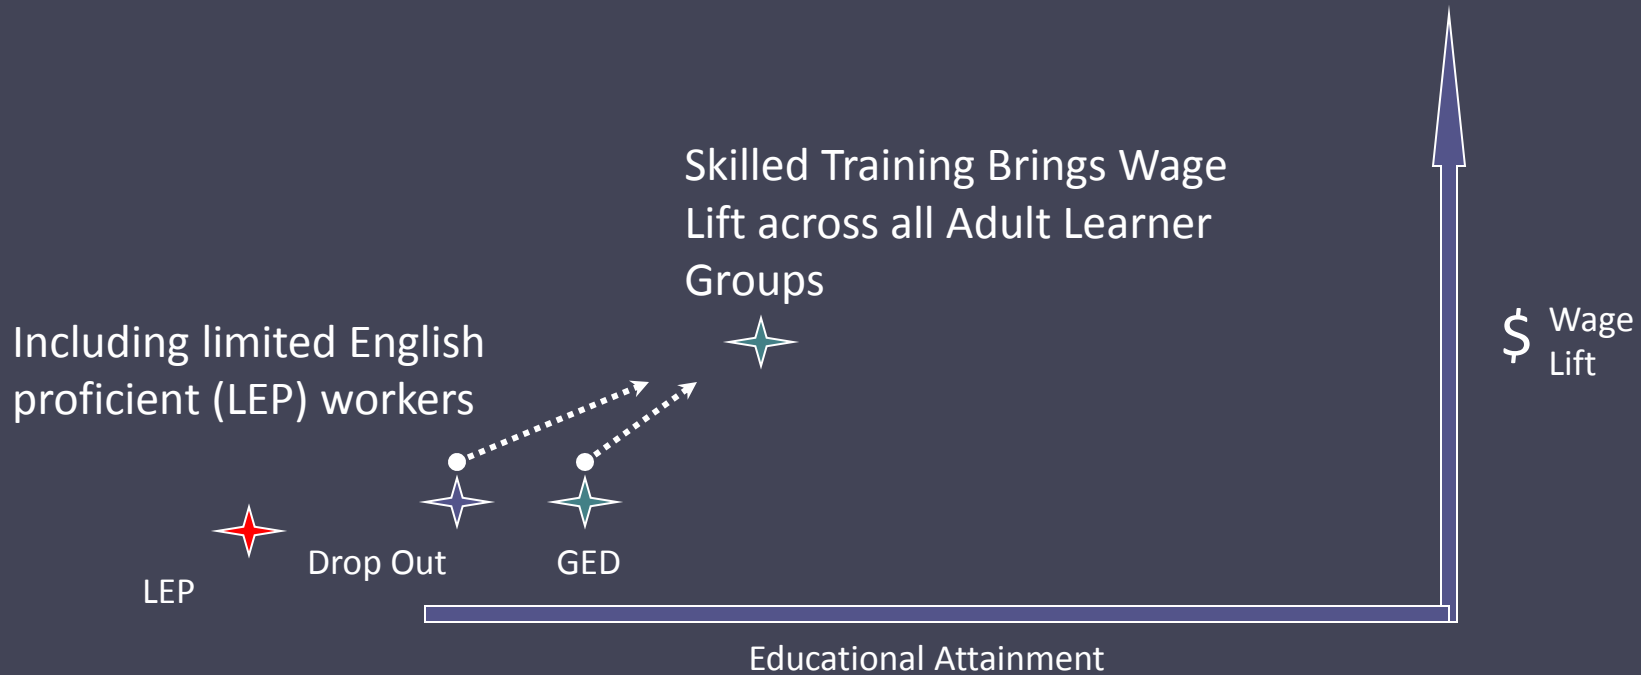 Skilled Training Brings Wage
Lift across all Adult Learner
Groups
Including limited English
proficient (LEP) workers
$ Wage
Lift
Drop Out
GED
LEP
Educational Attainment